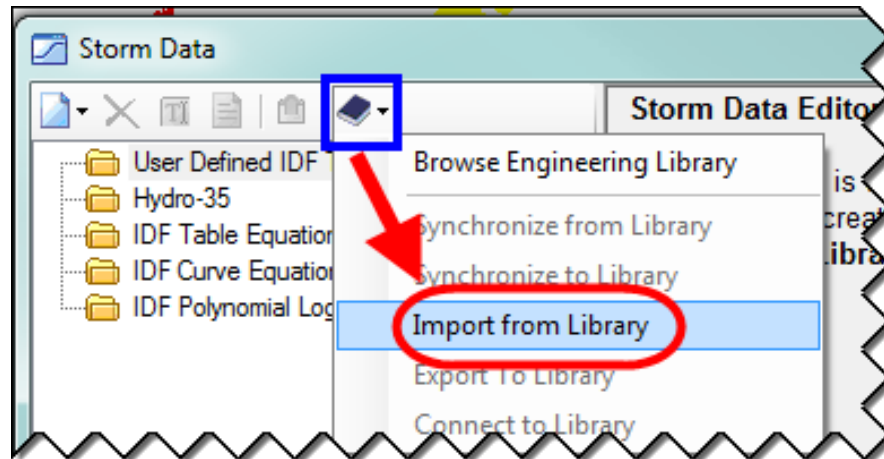 Storm Data
Storm Data Editor
User Defined IDF
Browse Engineering Library
is
Hydro-35
Synchronize from Library
IDF Table Equation
IDF Curve Equation
Synchronize to Library
IDF Polynomial Log
Import from Library
Export To Library
Connect to Library